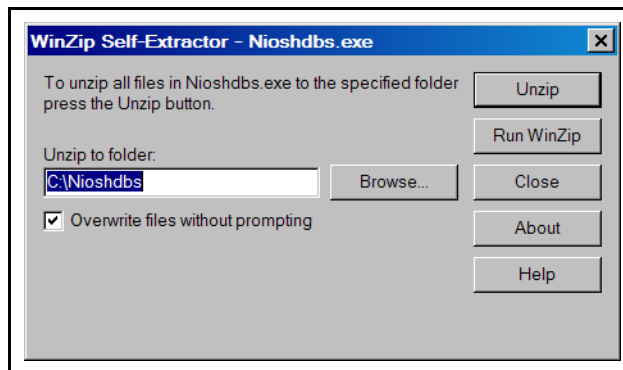 WinZip Self-Extractor - Nioshdbs.exe
To unzip all files in Nioshdbs.exe to the specified folder
press the Unzip button.
Unzip
Run WinZip
Unzip to folder:
C:\Nioshdbs
Browse...
Close
Overwrite files without prompting
About
Help